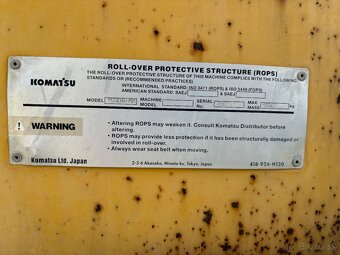 ROLL-OVER PROTECTIVE STRUCTURE (ROPS)
THE ROLL-OVER PROTECTIVE STRUCTURE OF THIS MACHINE COMPLIES WITH THE FOLLOWING
STANDARDS OR (RECOMMENDED PRACTICES)
KOMATSU
INTERNATIONAL STANDARD: ISO 3471 (ROPS) & ISO 3449 (FOPS)
AMERICAN STANDARD: SAEJ & SAEJ
MODEL
MACHINE MODEL
SERIAL No.
MAX MASS
kg
! WARNING
• Altering ROPS may weaken it. Consult Komatsu Distributor before
altering.
• ROPS may provide less protection if it has been structurally damaged or
involved in roll-over.
• Always wear seat belt when moving.
Komatsu Ltd. Japan
2-3-6 Akasaka, Minato-ku, Tokyo, Japan
418-926-H130